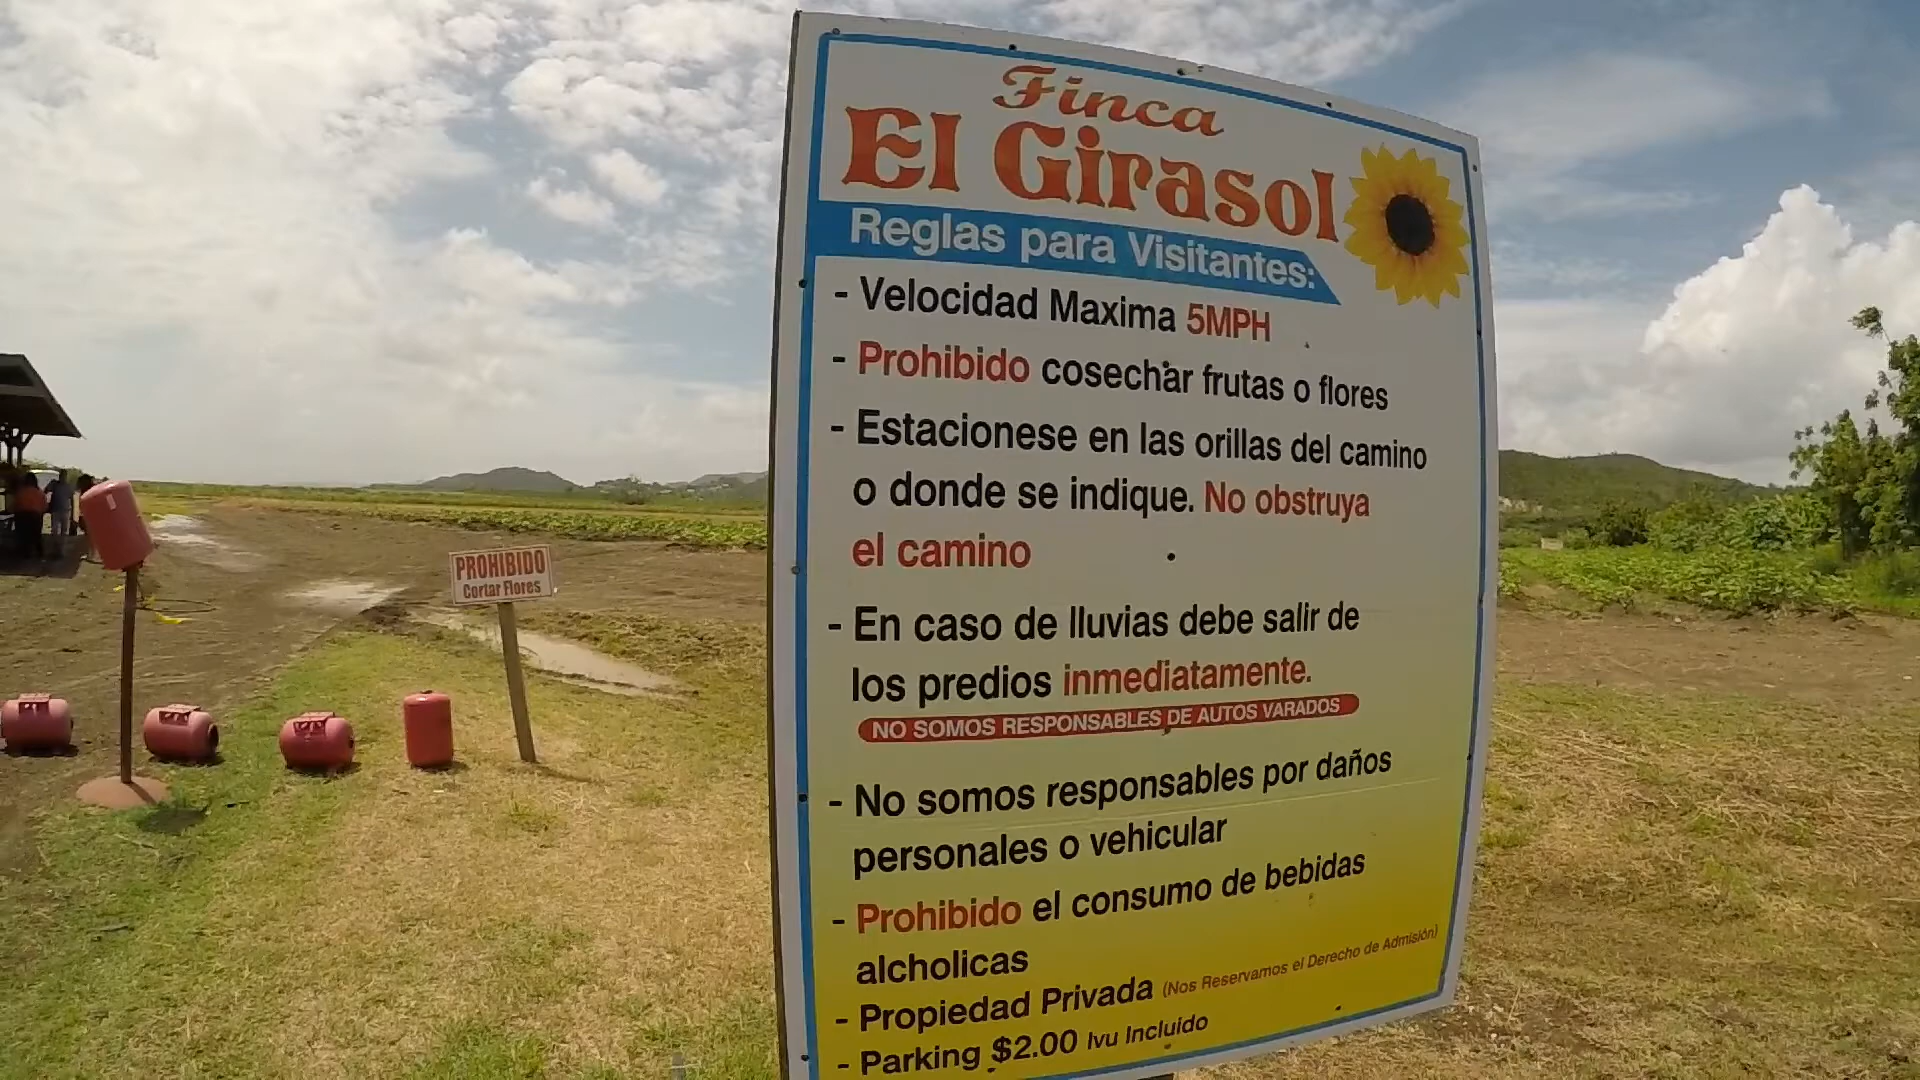 Finca
El Girasol
Reglas para Visitantes:
- Velocidad Maxima 5MPH
- Prohibido cosechar frutas o flores
- Estacionese en las orillas del camino
o donde se indique. No obstruya
el camino
- En caso de lluvias debe salir de
los predios inmediatamente.
NO SOMOS RESPONSABLES DE AUTOS VARADOS
- No somos responsables por daños
personales o vehicular
- Prohibido el consumo de bebidas
alcholicas
- Propiedad Privada (Nos Reservamos el Derecho de Admisión)
- Parking $2.00 Ivu Incluido
PROHIBIDO
Cortar Flores